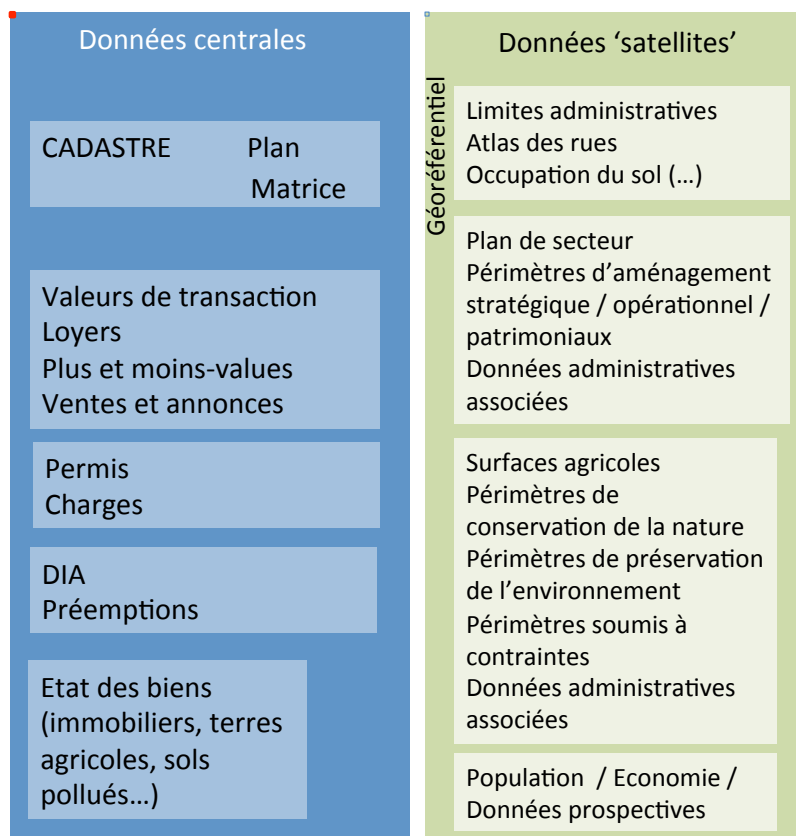 Données centrales
CADASTRE Plan
Matrice
Valeurs de transaction
Loyers
Plus et moins-values
Ventes et annonces
Permis
Charges
DIA
Préemptions
Etat des biens
(immobiliers, terres
agricoles, sols
pollués...)
Données ‘satellites’
Géoréférentiel
Limites administratives
Atlas des rues
Occupation du sol (...)
Plan de secteur
Périmètres d’aménagement
stratégique / opérationnel /
patrimoniaux
Données administratives
associées
Surfaces agricoles
Périmètres de
conservation de la nature
Périmètres de préservation
de l’environnement
Périmètres soumis à
contraintes
Données administratives
associées
Population / Economie /
Données prospectives